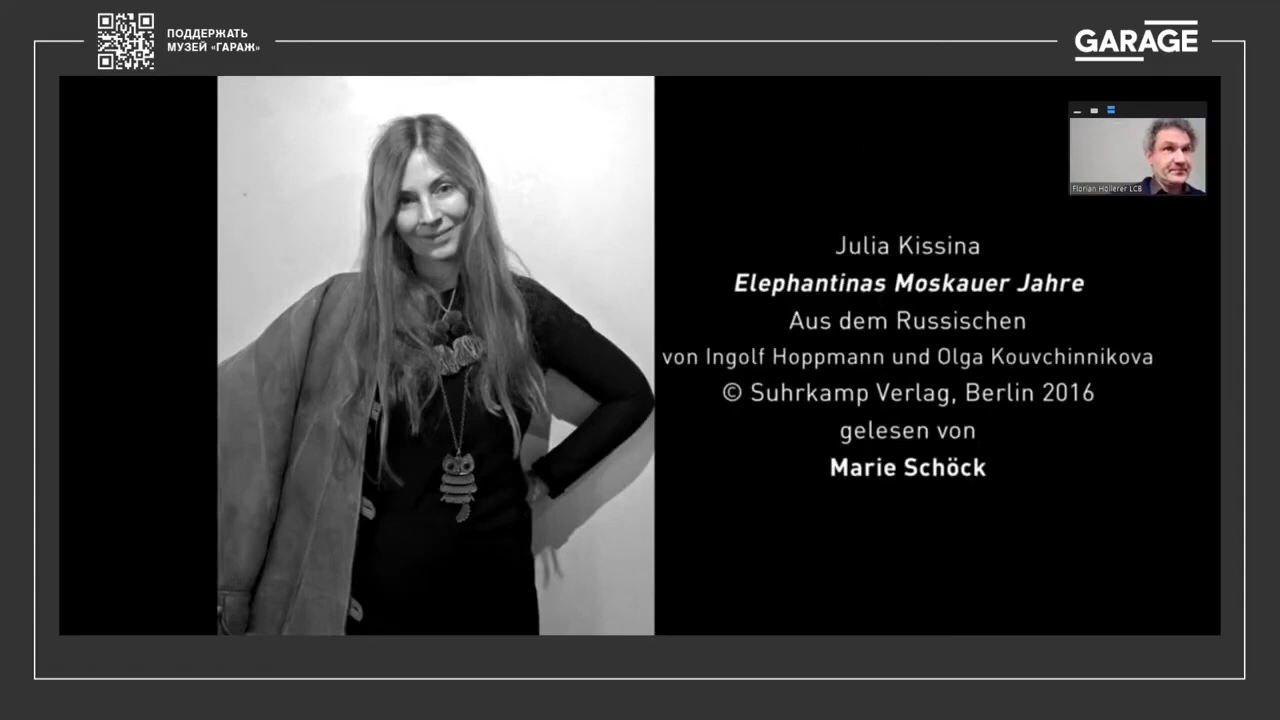 ПОДДЕРЖАТЬ
МУЗЕЙ «ГАРАЖ»
GARAGE
Florian Höllerer LCB
Julia Kissina
Elephantinas Moskauer Jahre
Aus dem Russischen
von Ingolf Hoppmann und Olga Kouvchinnikova
© Suhrkamp Verlag, Berlin 2016
gelesen von
Marie Schöck